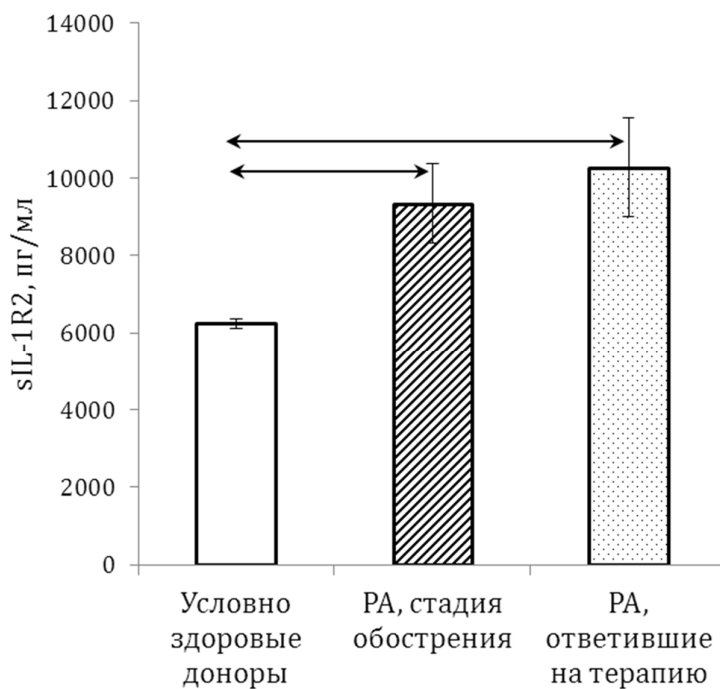 14000
12000
10000
8000
6000
4000
2000
0
sIL-1R2, пг/мл
Условно
здоровые
доноры
РА, стадия
обострения
РА,
ответившие
на терапию